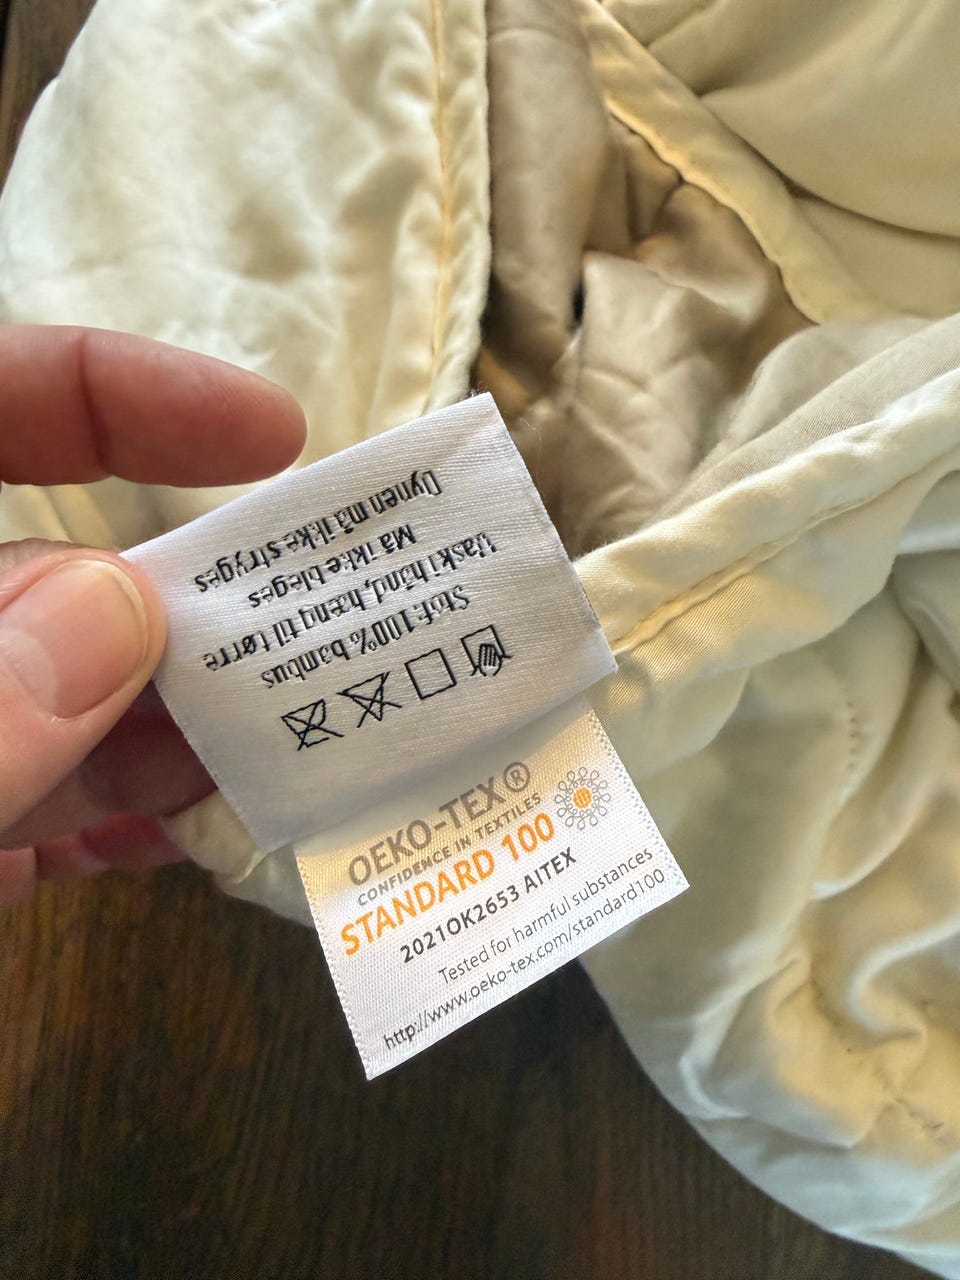 Stof: 100% bambus
Vask i hånd, hæng til tørre
Må ikke bleges
Dynen må ikke stryges
OEKO-TEX®
CONFIDENCE IN TEXTILES
STANDARD 100
2021OK2653 AITEX
Tested for harmful substances
http://www.oeko-tex.com/standard100